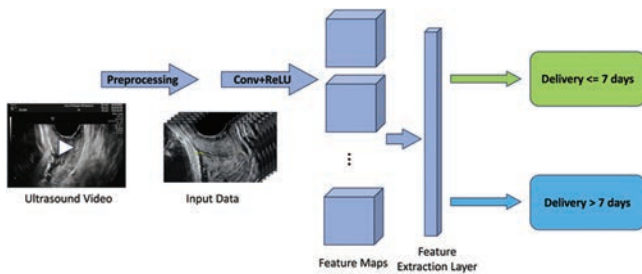 Preprocessing
Conv+ReLU
Delivery <= 7 days
Delivery > 7 days
Ultrasound Video
Input Data
...
Feature Maps
Feature
Extraction Layer